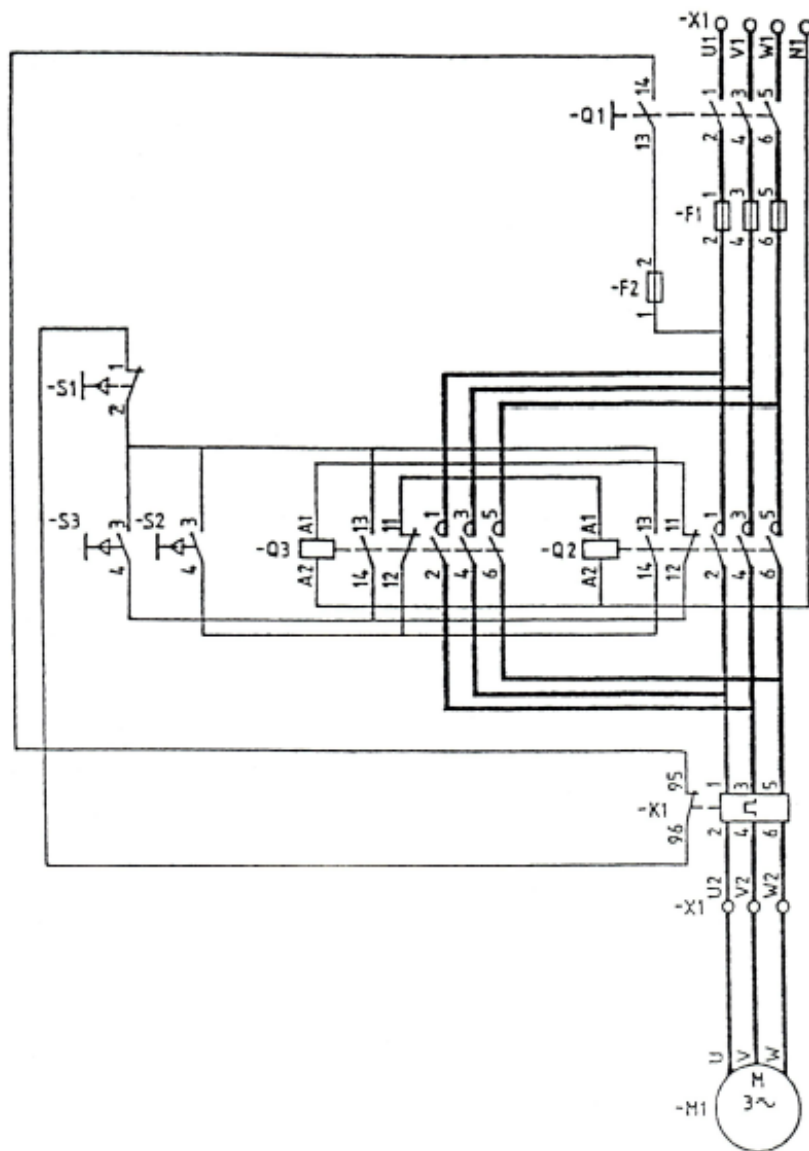 -X1
U1 V1 W1 N1
14 1 3 5
-Q1
13 2 4 6
1 3 5
-F1
2 4 6
2
-F2
1
1
-S1
2
-S3 3 -S2 3
4 4
A1 13 11 1 3 5 A1 13 11 1 3 5
-Q3 -Q2
A2 14 12 2 4 6 A2 14 12 2 4 6
95 1 3 5
-K1
96 2 4 6
U2 V2 W2
-X1
U V W
M
-M1 3~